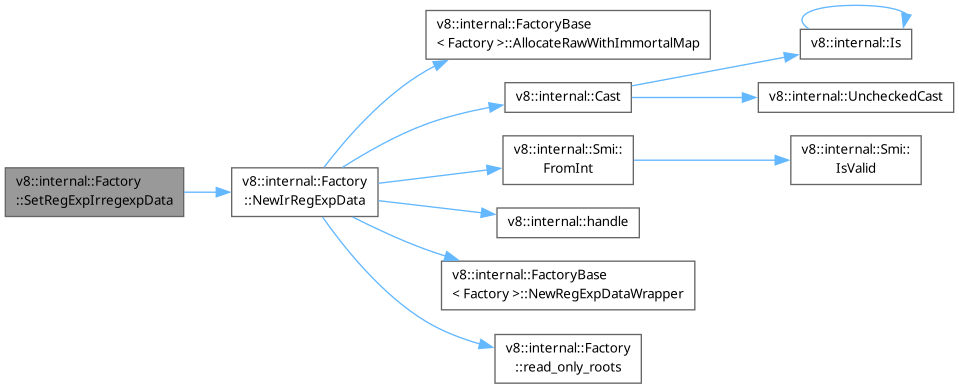 v8::internal::Factory
::SetRegExpIrregexpData
v8::internal::Factory
::NewIrRegExpData
v8::internal::FactoryBase
< Factory >::AllocateRawWithImmortalMap
v8::internal::Cast
v8::internal::Is
v8::internal::UncheckedCast
v8::internal::Smi::
FromInt
v8::internal::Smi::
IsValid
v8::internal::handle
v8::internal::FactoryBase
< Factory >::NewRegExpDataWrapper
v8::internal::Factory
::read_only_roots